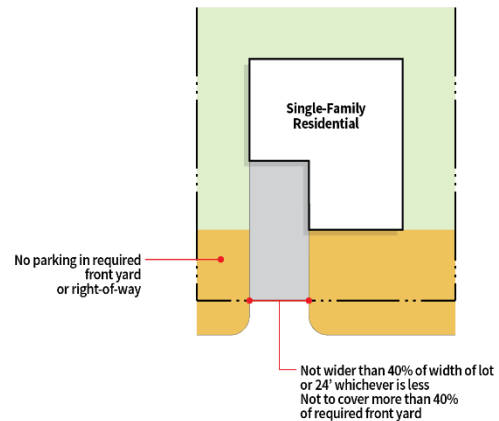 Single-Family
Residential
No parking in required
front yard
or right-of-way
Not wider than 40% of width of lot
or 24’ whichever is less
Not to cover more than 40%
of required front yard